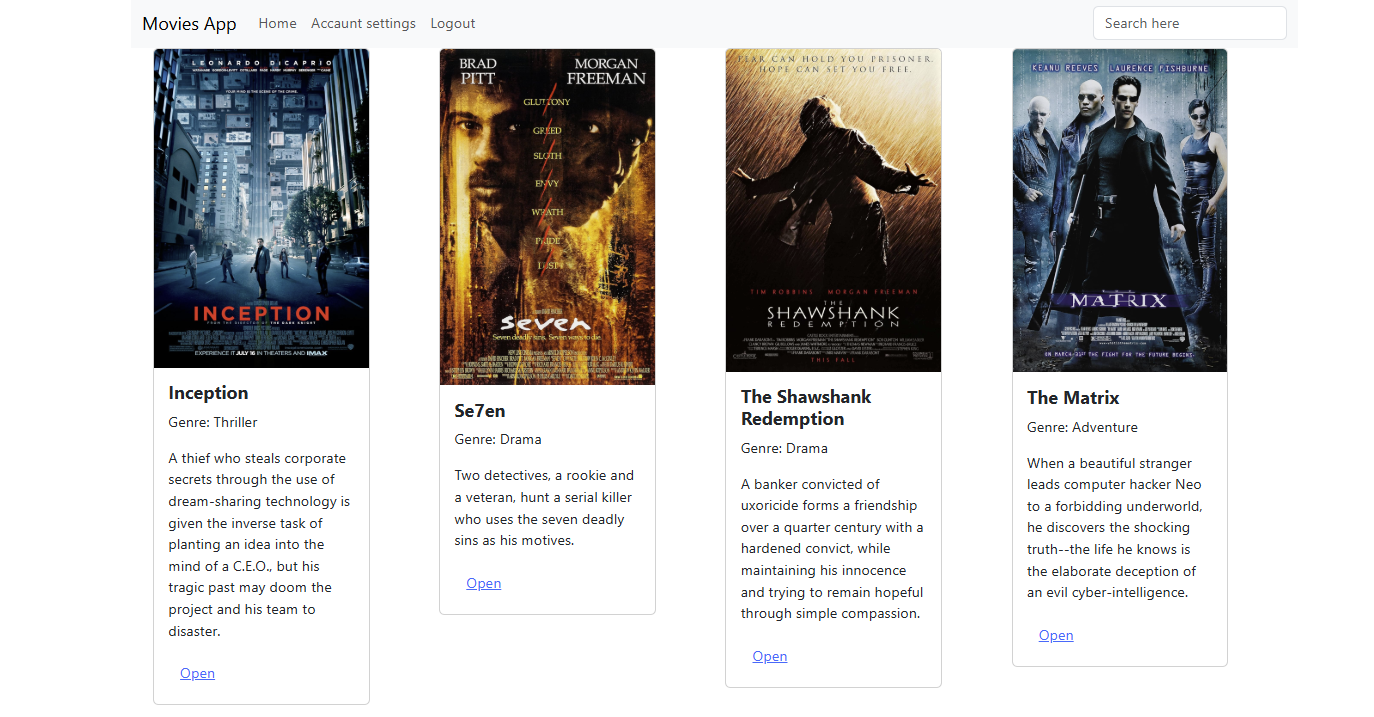 Movies App Home Accaunt settings Logout Search here
LEONARDO DICAPRIO
YOUR MIND IS THE SCENE OF THE CRIME.
INCEPTION
FROM THE DIRECTOR OF THE DARK KNIGHT
EXPERIENCE IT JULY 16 IN THEATERS AND IMAX
Inception
Genre: Thriller
A thief who steals corporate
secrets through the use of
dream-sharing technology is
given the inverse task of
planting an idea into the
mind of a C.E.O., but his
tragic past may doom the
project and his team to
disaster.
Open
BRAD
PITT
MORGAN
FREEMAN
GLUTTONY
GREED
SLOTH
ENVY
WRATH
PRIDE
LUST
seven
Seven deadly sins. Seven ways to die.
Se7en
Genre: Drama
Two detectives, a rookie and
a veteran, hunt a serial killer
who uses the seven deadly
sins as his motives.
Open
FEAR CAN HOLD YOU PRISONER.
HOPE CAN SET YOU FREE.
TIM ROBBINS MORGAN FREEMAN
THE
SHAWSHANK
REDEMPTION
THIS FALL
The Shawshank
Redemption
Genre: Drama
A banker convicted of
uxoricide forms a friendship
over a quarter century with a
hardened convict, while
maintaining his innocence
and trying to remain hopeful
through simple compassion.
Open
KEANU REEVES LAURENCE FISHBURNE
THE
MATRIX
ON MARCH 31ST THE FIGHT FOR THE FUTURE BEGINS.
The Matrix
Genre: Adventure
When a beautiful stranger
leads computer hacker Neo
to a forbidding underworld,
he discovers the shocking
truth--the life he knows is
the elaborate deception of
an evil cyber-intelligence.
Open